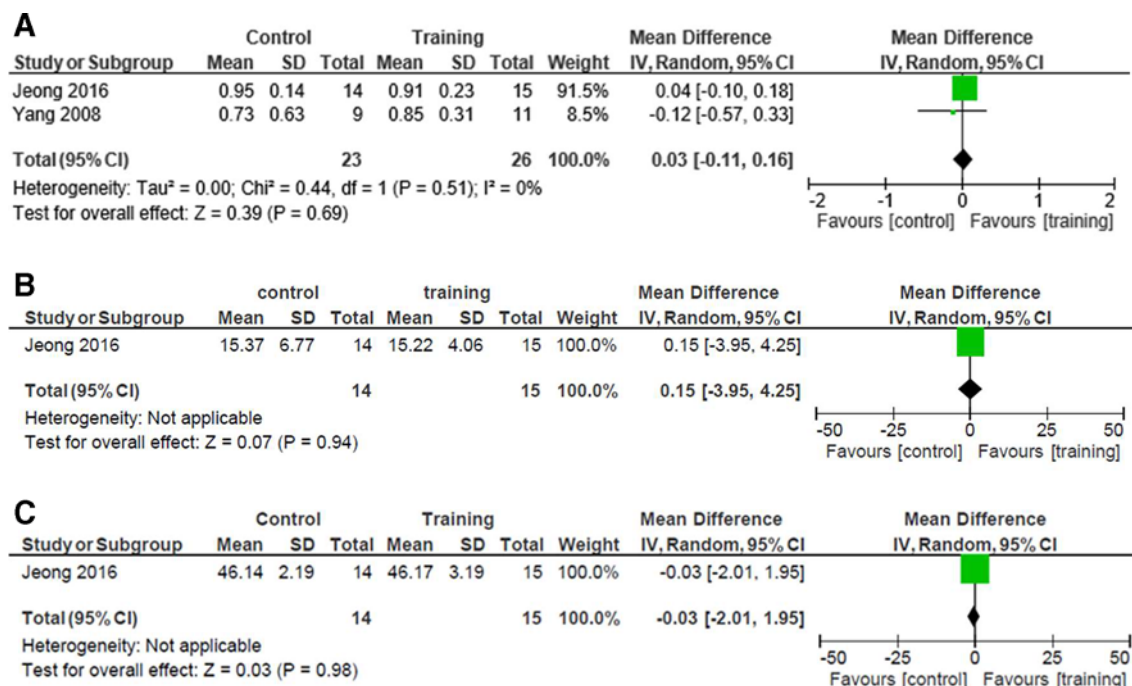 A
Control Training Mean Difference Mean Difference
Study or Subgroup Mean SD Total Mean SD Total Weight IV, Random, 95% CI IV, Random, 95% CI
Jeong 2016 0.95 0.14 14 0.91 0.23 15 91.5% 0.04 [-0.10, 0.18]
Yang 2008 0.73 0.63 9 0.85 0.31 11 8.5% -0.12 [-0.57, 0.33]
Total (95% CI) 23 26 100.0% 0.03 [-0.11, 0.16]
Heterogeneity: Tau² = 0.00; Chi² = 0.44, df = 1 (P = 0.51); I² = 0%
Test for overall effect: Z = 0.39 (P = 0.69)
-2 -1 0 1 2
Favours [control] Favours [training]
B
control training Mean Difference Mean Difference
Study or Subgroup Mean SD Total Mean SD Total Weight IV, Random, 95% CI IV, Random, 95% CI
Jeong 2016 15.37 6.77 14 15.22 4.06 15 100.0% 0.15 [-3.95, 4.25]
Total (95% CI) 14 15 100.0% 0.15 [-3.95, 4.25]
Heterogeneity: Not applicable
Test for overall effect: Z = 0.07 (P = 0.94)
-50 -25 0 25 50
Favours [control] Favours [training]
C
Control Training Mean Difference Mean Difference
Study or Subgroup Mean SD Total Mean SD Total Weight IV, Random, 95% CI IV, Random, 95% CI
Jeong 2016 46.14 2.19 14 46.17 3.19 15 100.0% -0.03 [-2.01, 1.95]
Total (95% CI) 14 15 100.0% -0.03 [-2.01, 1.95]
Heterogeneity: Not applicable
Test for overall effect: Z = 0.03 (P = 0.98)
-50 -25 0 25 50
Favours [control] Favours [training]